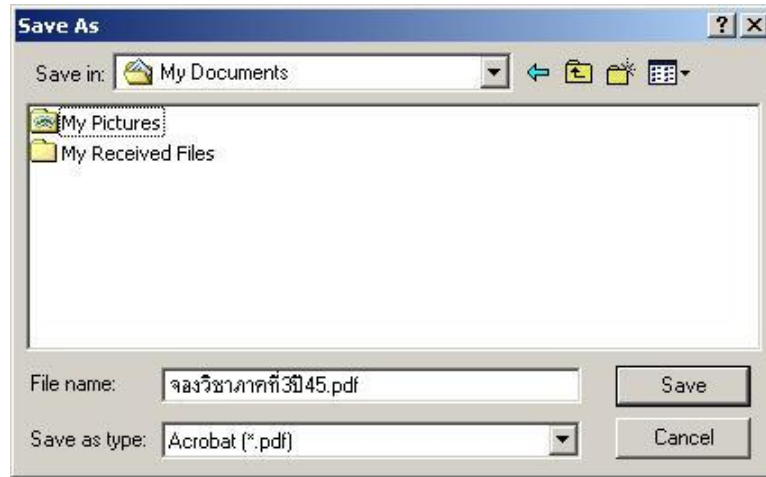 Save As
Save in: My Documents
My Pictures
My Received Files
File name: จองวิชาภาคที่3ปี45.pdf
Save
Save as type: Acrobat (*.pdf)
Cancel